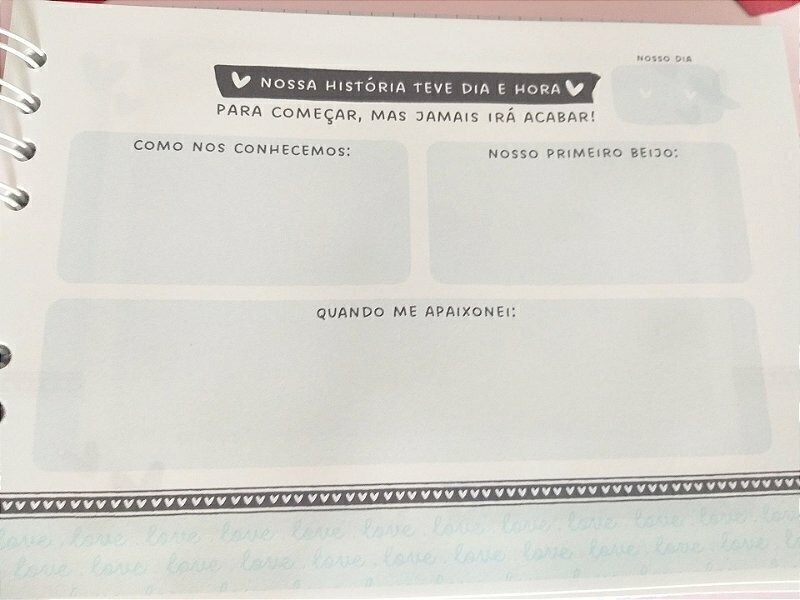 NOSSO DIA
NOSSA HISTÓRIA TEVE DIA E HORA
PARA COMEÇAR, MAS JAMAIS IRÁ ACABAR!
COMO NOS CONHECEMOS:
NOSSO PRIMEIRO BEIJO:
QUANDO ME APAIXONEI:
love love love love love love love love love love love
love love love love love love love love love love love